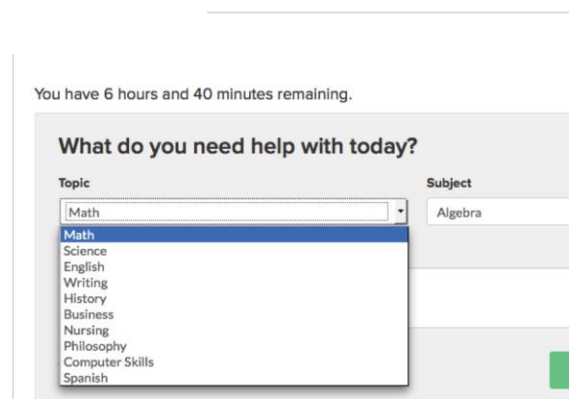 You have 6 hours and 40 minutes remaining.
What do you need help with today?
Topic
Subject
Math
Algebra
Math
Science
English
Writing
History
Business
Nursing
Philosophy
Computer Skills
Spanish